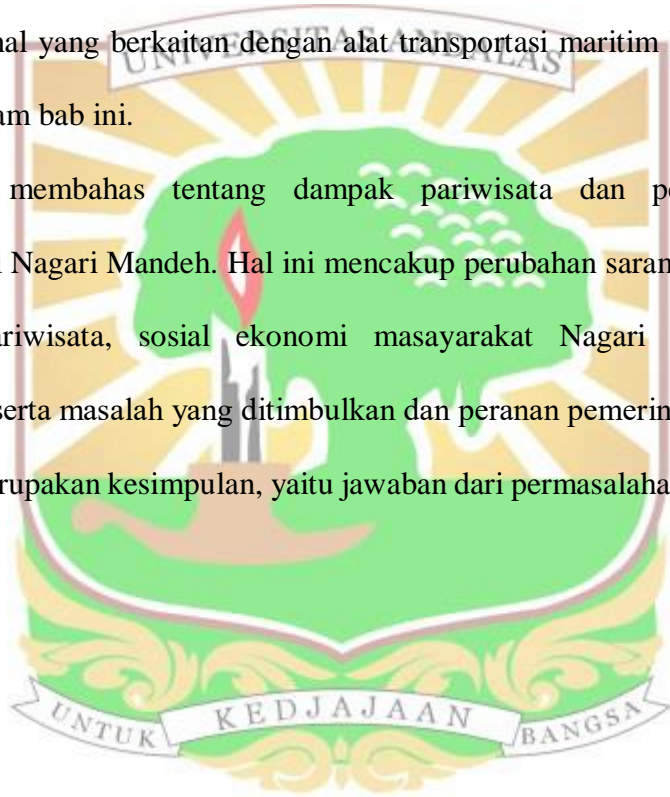 UNIVERSITAS ANDALAS
hal yang berkaitan dengan alat transportasi maritim
am bab ini.
membahas tentang dampak pariwisata dan pe
i Nagari Mandeh. Hal ini mencakup perubahan saran
ariwisata, sosial ekonomi masayarakat Nagari
serta masalah yang ditimbulkan dan peranan pemerin
rupakan kesimpulan, yaitu jawaban dari permasalaha
UNTUK KEDJAJAAN BANGSA